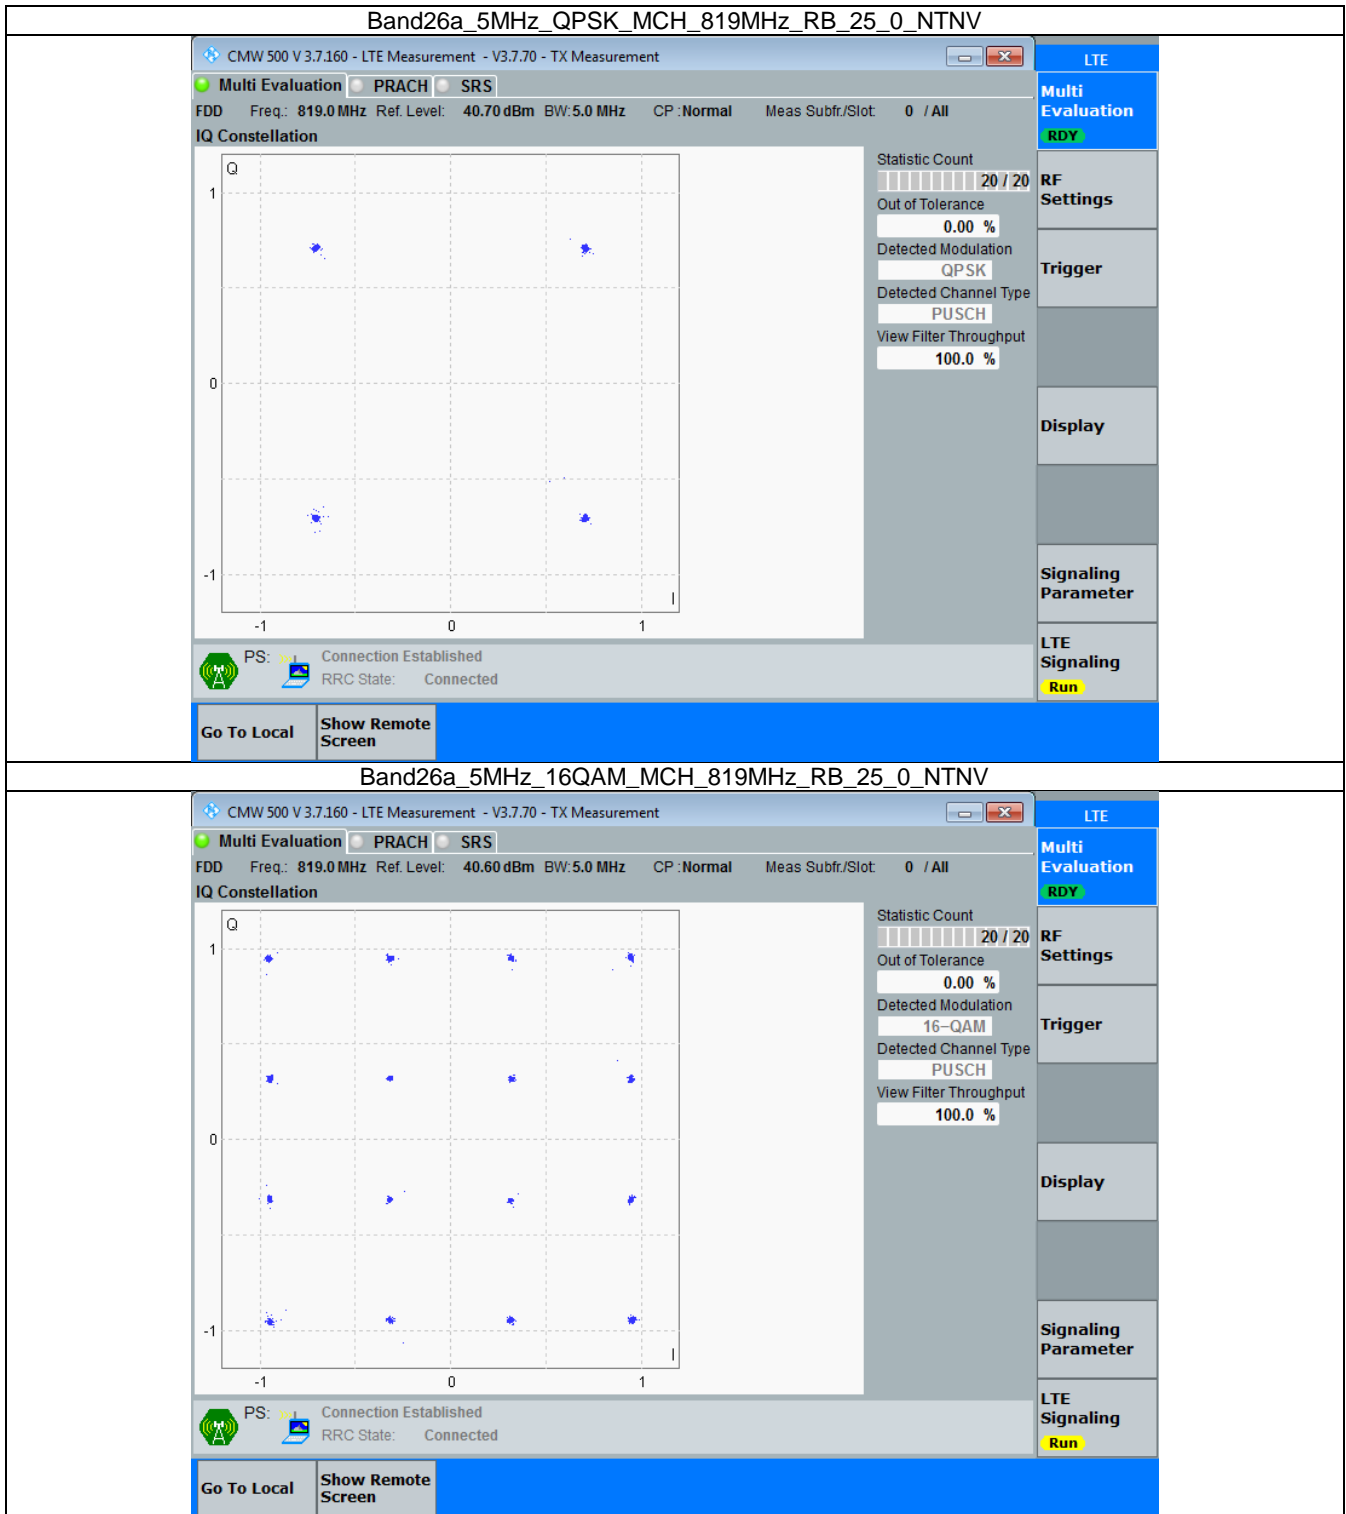 Band26a_5MHz_QPSK_MCH_819MHz_RB_25_0_NTNV
CMW 500 V 3.7.160 - LTE Measurement - V3.7.70 - TX Measurement
LTE
Multi Evaluation PRACH SRS
Multi
Evaluation
RDY
FDD Freq.: 819.0 MHz Ref. Level: 40.70 dBm BW: 5.0 MHz CP : Normal Meas Subfr./Slot: 0 / All
IQ Constellation
Q
1
0
-1
I
-1 0 1
Statistic Count
20 / 20
Out of Tolerance
0.00 %
Detected Modulation
QPSK
Detected Channel Type
PUSCH
View Filter Throughput
100.0 %
RF
Settings
Trigger
Display
Signaling
Parameter
LTE
Signaling
Run
PS: Connection Established
RRC State: Connected
Go To Local
Show Remote
Screen
Band26a_5MHz_16QAM_MCH_819MHz_RB_25_0_NTNV
CMW 500 V 3.7.160 - LTE Measurement - V3.7.70 - TX Measurement
LTE
Multi Evaluation PRACH SRS
Multi
Evaluation
RDY
FDD Freq.: 819.0 MHz Ref. Level: 40.60 dBm BW: 5.0 MHz CP : Normal Meas Subfr./Slot: 0 / All
IQ Constellation
Q
1
0
-1
I
-1 0 1
Statistic Count
20 / 20
Out of Tolerance
0.00 %
Detected Modulation
16-QAM
Detected Channel Type
PUSCH
View Filter Throughput
100.0 %
RF
Settings
Trigger
Display
Signaling
Parameter
LTE
Signaling
Run
PS: Connection Established
RRC State: Connected
Go To Local
Show Remote
Screen